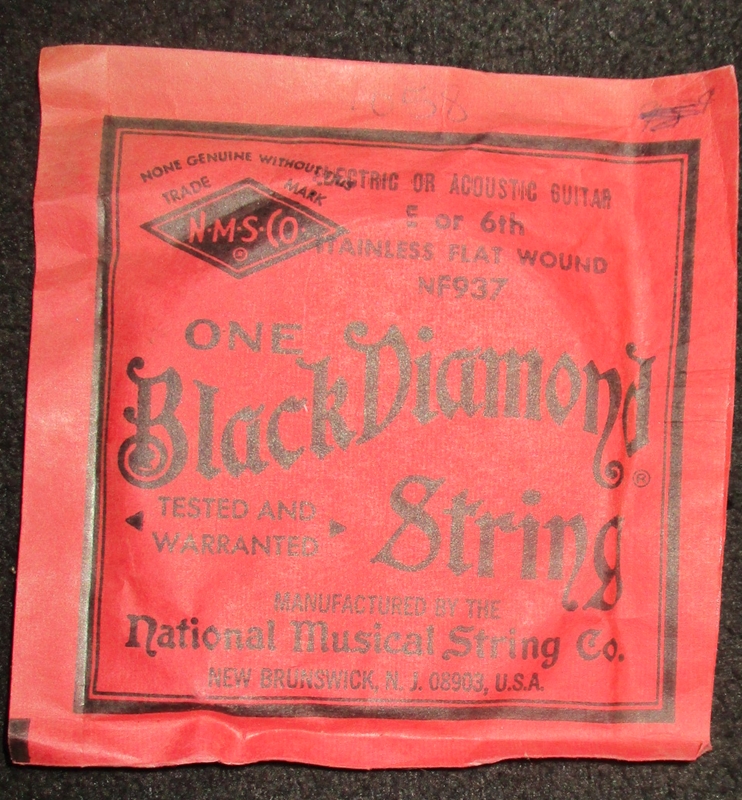 NONE GENUINE WITHOUT THIS
TRADE MARK
N·M·S·CO
®
ELECTRIC OR ACOUSTIC GUITAR
E or 6th
STAINLESS FLAT WOUND
NF937
ONE
Black Diamond ®
String
TESTED AND
WARRANTED
MANUFACTURED BY THE
National Musical String Co.
NEW BRUNSWICK, N. J. 08903, U.S.A.